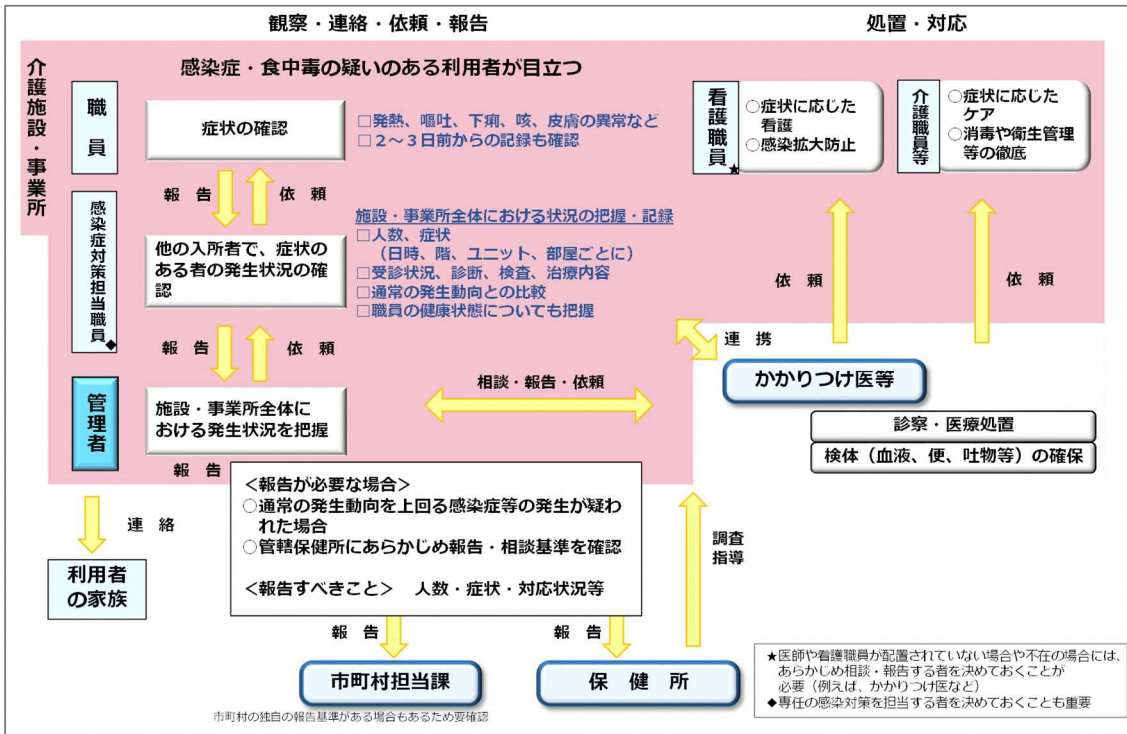 観察・連絡・依頼・報告
処置・対応
介護施設・事業所
感染症・食中毒の疑いのある利用者が目立つ
職員
症状の確認
□発熱、嘔吐、下痢、咳、皮膚の異常など
□２～３日前からの記録も確認
報告
依頼
感染症対策担当職員◆
他の入所者で、症状の
ある者の発生状況の確
認
施設・事業所全体における状況の把握・記録
□人数、症状
（日時、階、ユニット、部屋ごとに）
□受診状況、診断、検査、治療内容
□通常の発生動向との比較
□職員の健康状態についても把握
報告
依頼
管理者
施設・事業所全体に
おける発生状況を把握
相談・報告・依頼
看護職員★
○症状に応じた
看護
○感染拡大防止
介護職員等
○症状に応じた
ケア
○消毒や衛生管理
等の徹底
依頼
依頼
連携
かかりつけ医等
診察・医療処置
検体（血液、便、吐物等）の確保
報告
＜報告が必要な場合＞
○通常の発生動向を上回る感染症等の発生が疑わ
れた場合
○管轄保健所にあらかじめ報告・相談基準を確認
＜報告すべきこと＞　人数・症状・対応状況等
連絡
利用者
の家族
調査
指導
報告
報告
市町村担当課
保健所
市町村の独自の報告基準がある場合もあるため要確認
★医師や看護職員が配置されていない場合や不在の場合には、
あらかじめ相談・報告する者を決めておくことが
必要（例えば、かかりつけ医など）
◆専任の感染対策を担当する者を決めておくことも重要